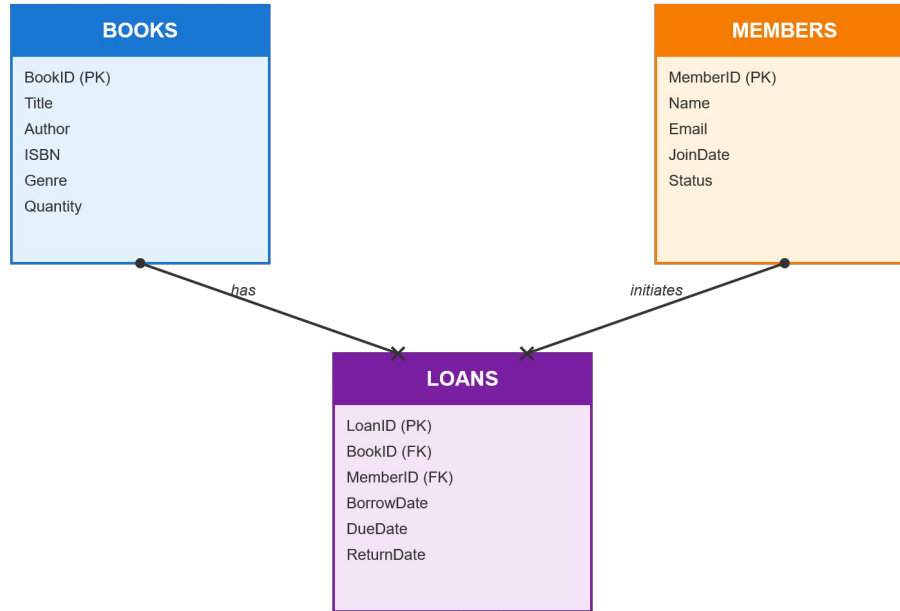 BOOKS
BookID (PK)
Title
Author
ISBN
Genre
Quantity
MEMBERS
MemberID (PK)
Name
Email
JoinDate
Status
has
initiates
LOANS
LoanID (PK)
BookID (FK)
MemberID (FK)
BorrowDate
DueDate
ReturnDate